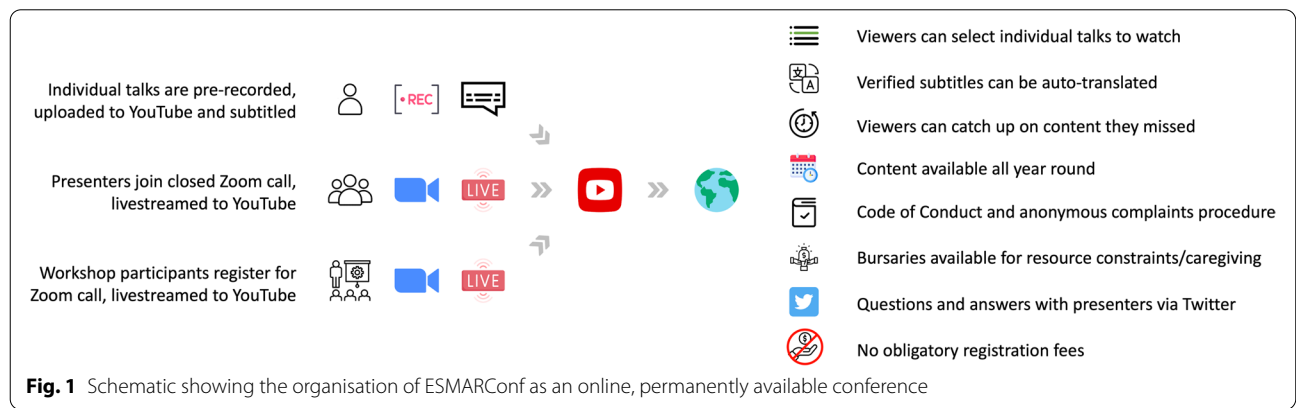 Individual talks are pre-recorded,
uploaded to YouTube and subtitled
REC
Presenters join closed Zoom call,
livestreamed to YouTube
LIVE
Workshop participants register for
Zoom call, livestreamed to YouTube
LIVE
Viewers can select individual talks to watch
文
A
Verified subtitles can be auto-translated
Viewers can catch up on content they missed
Content available all year round
Code of Conduct and anonymous complaints procedure
$
Bursaries available for resource constraints/caregiving
Questions and answers with presenters via Twitter
$
No obligatory registration fees
Fig. 1 Schematic showing the organisation of ESMARConf as an online, permanently available conference